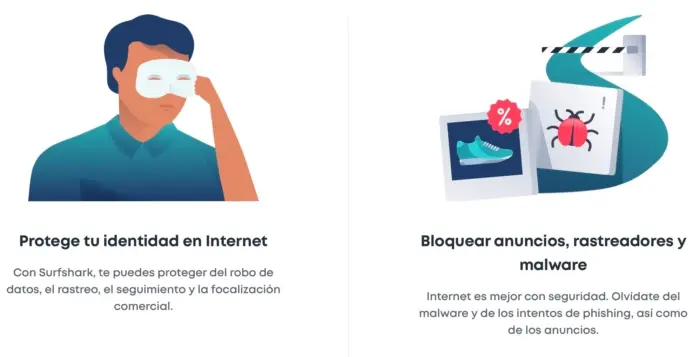 Protege tu identidad en Internet
Con Surfshark, te puedes proteger del robo de
datos, el rastreo, el seguimiento y la focalización
comercial.
%
Bloquear anuncios, rastreadores y
malware
Internet es mejor con seguridad. Olvídate del
malware y de los intentos de phishing, así como
de los anuncios.